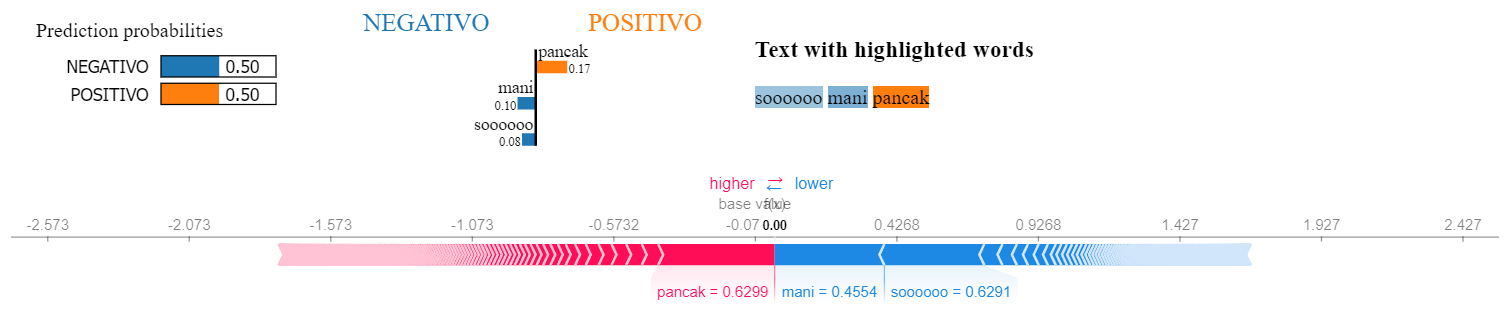 Prediction probabilities
NEGATIVO 0.50
POSITIVO 0.50
NEGATIVO POSITIVO
pancak
0.17
mani
0.10
soooooo
0.08
Text with highlighted words
soooooo mani pancak
higher ⇄ lower
base value f(x)
-2.573 -2.073 -1.573 -1.073 -0.5732 -0.07 0.00 0.4268 0.9268 1.427 1.927 2.427
pancak = 0.6299 mani = 0.4554 soooooo = 0.6291